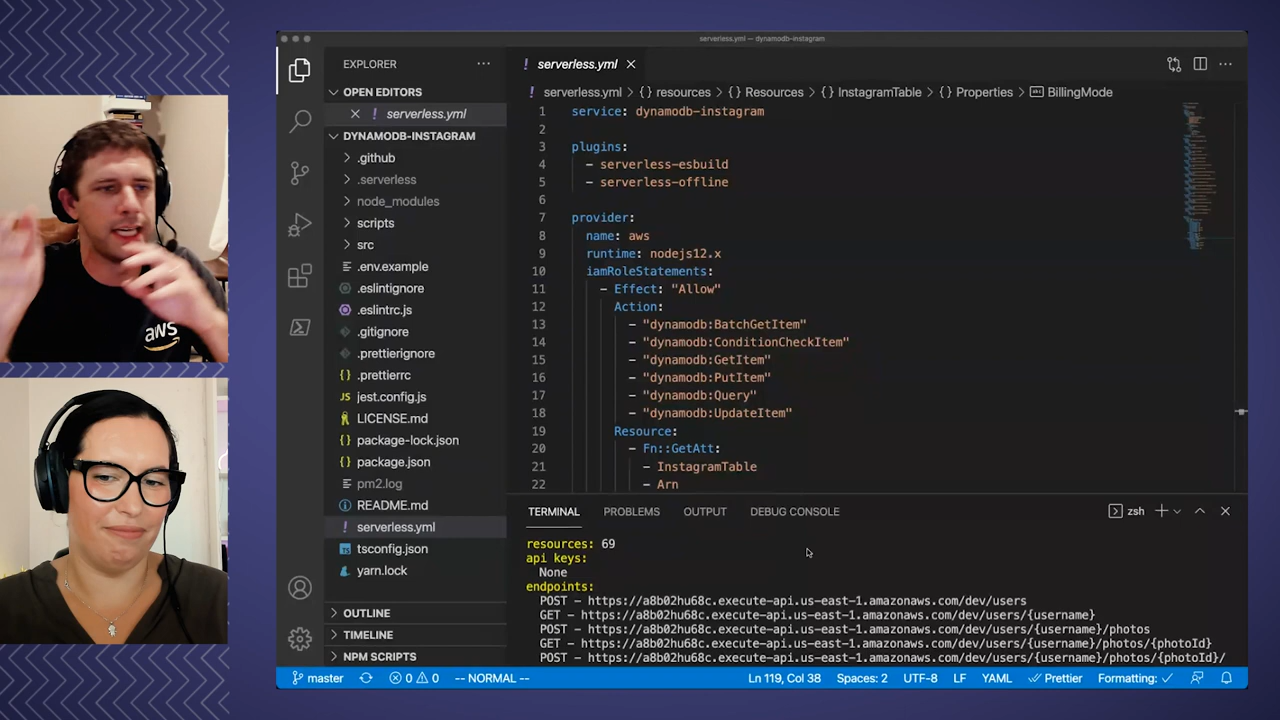 serverless.yml — dynamodb-instagram
EXPLORER
OPEN EDITORS
serverless.yml
DYNAMODB-INSTAGRAM
.github
.serverless
node_modules
scripts
src
.env.example
.eslintignore
.eslintrc.js
.gitignore
.prettierignore
.prettierrc
jest.config.js
LICENSE.md
package-lock.json
package.json
pm2.log
README.md
serverless.yml
tsconfig.json
yarn.lock
OUTLINE
TIMELINE
NPM SCRIPTS
! serverless.yml
! serverless.yml > {} resources > {} Resources > {} InstagramTable > {} Properties > BillingMode
1 service: dynamodb-instagram
2
3 plugins:
4 - serverless-esbuild
5 - serverless-offline
6
7 provider:
8 name: aws
9 runtime: nodejs12.x
10 iamRoleStatements:
11 - Effect: "Allow"
12 Action:
13 - "dynamodb:BatchGetItem"
14 - "dynamodb:ConditionCheckItem"
15 - "dynamodb:GetItem"
16 - "dynamodb:PutItem"
17 - "dynamodb:Query"
18 - "dynamodb:UpdateItem"
19 Resource:
20 - Fn::GetAtt:
21 - InstagramTable
22 - Arn
TERMINAL PROBLEMS OUTPUT DEBUG CONSOLE zsh
resources: 69
api keys:
None
endpoints:
POST - https://a8b02hu68c.execute-api.us-east-1.amazonaws.com/dev/users
GET - https://a8b02hu68c.execute-api.us-east-1.amazonaws.com/dev/users/{username}
POST - https://a8b02hu68c.execute-api.us-east-1.amazonaws.com/dev/users/{username}/photos
GET - https://a8b02hu68c.execute-api.us-east-1.amazonaws.com/dev/users/{username}/photos/{photoId}
POST - https://a8b02hu68c.execute-api.us-east-1.amazonaws.com/dev/users/{username}/photos/{photoId}/
master 0 0 -- NORMAL -- Ln 119, Col 38 Spaces: 2 UTF-8 LF YAML Prettier Formatting:
aws